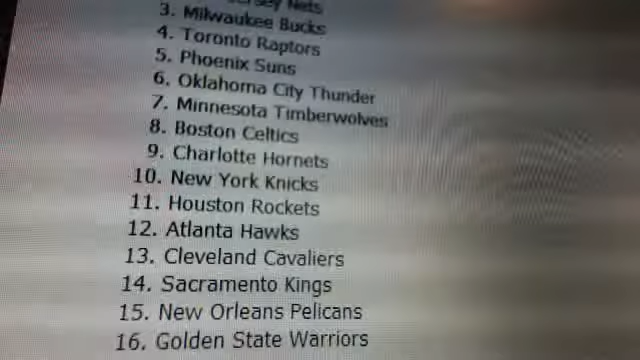 Nets
3. Milwaukee Bucks
4. Toronto Raptors
5. Phoenix Suns
6. Oklahoma City Thunder
7. Minnesota Timberwolves
8. Boston Celtics
9. Charlotte Hornets
10. New York Knicks
11. Houston Rockets
12. Atlanta Hawks
13. Cleveland Cavaliers
14. Sacramento Kings
15. New Orleans Pelicans
16. Golden State Warriors